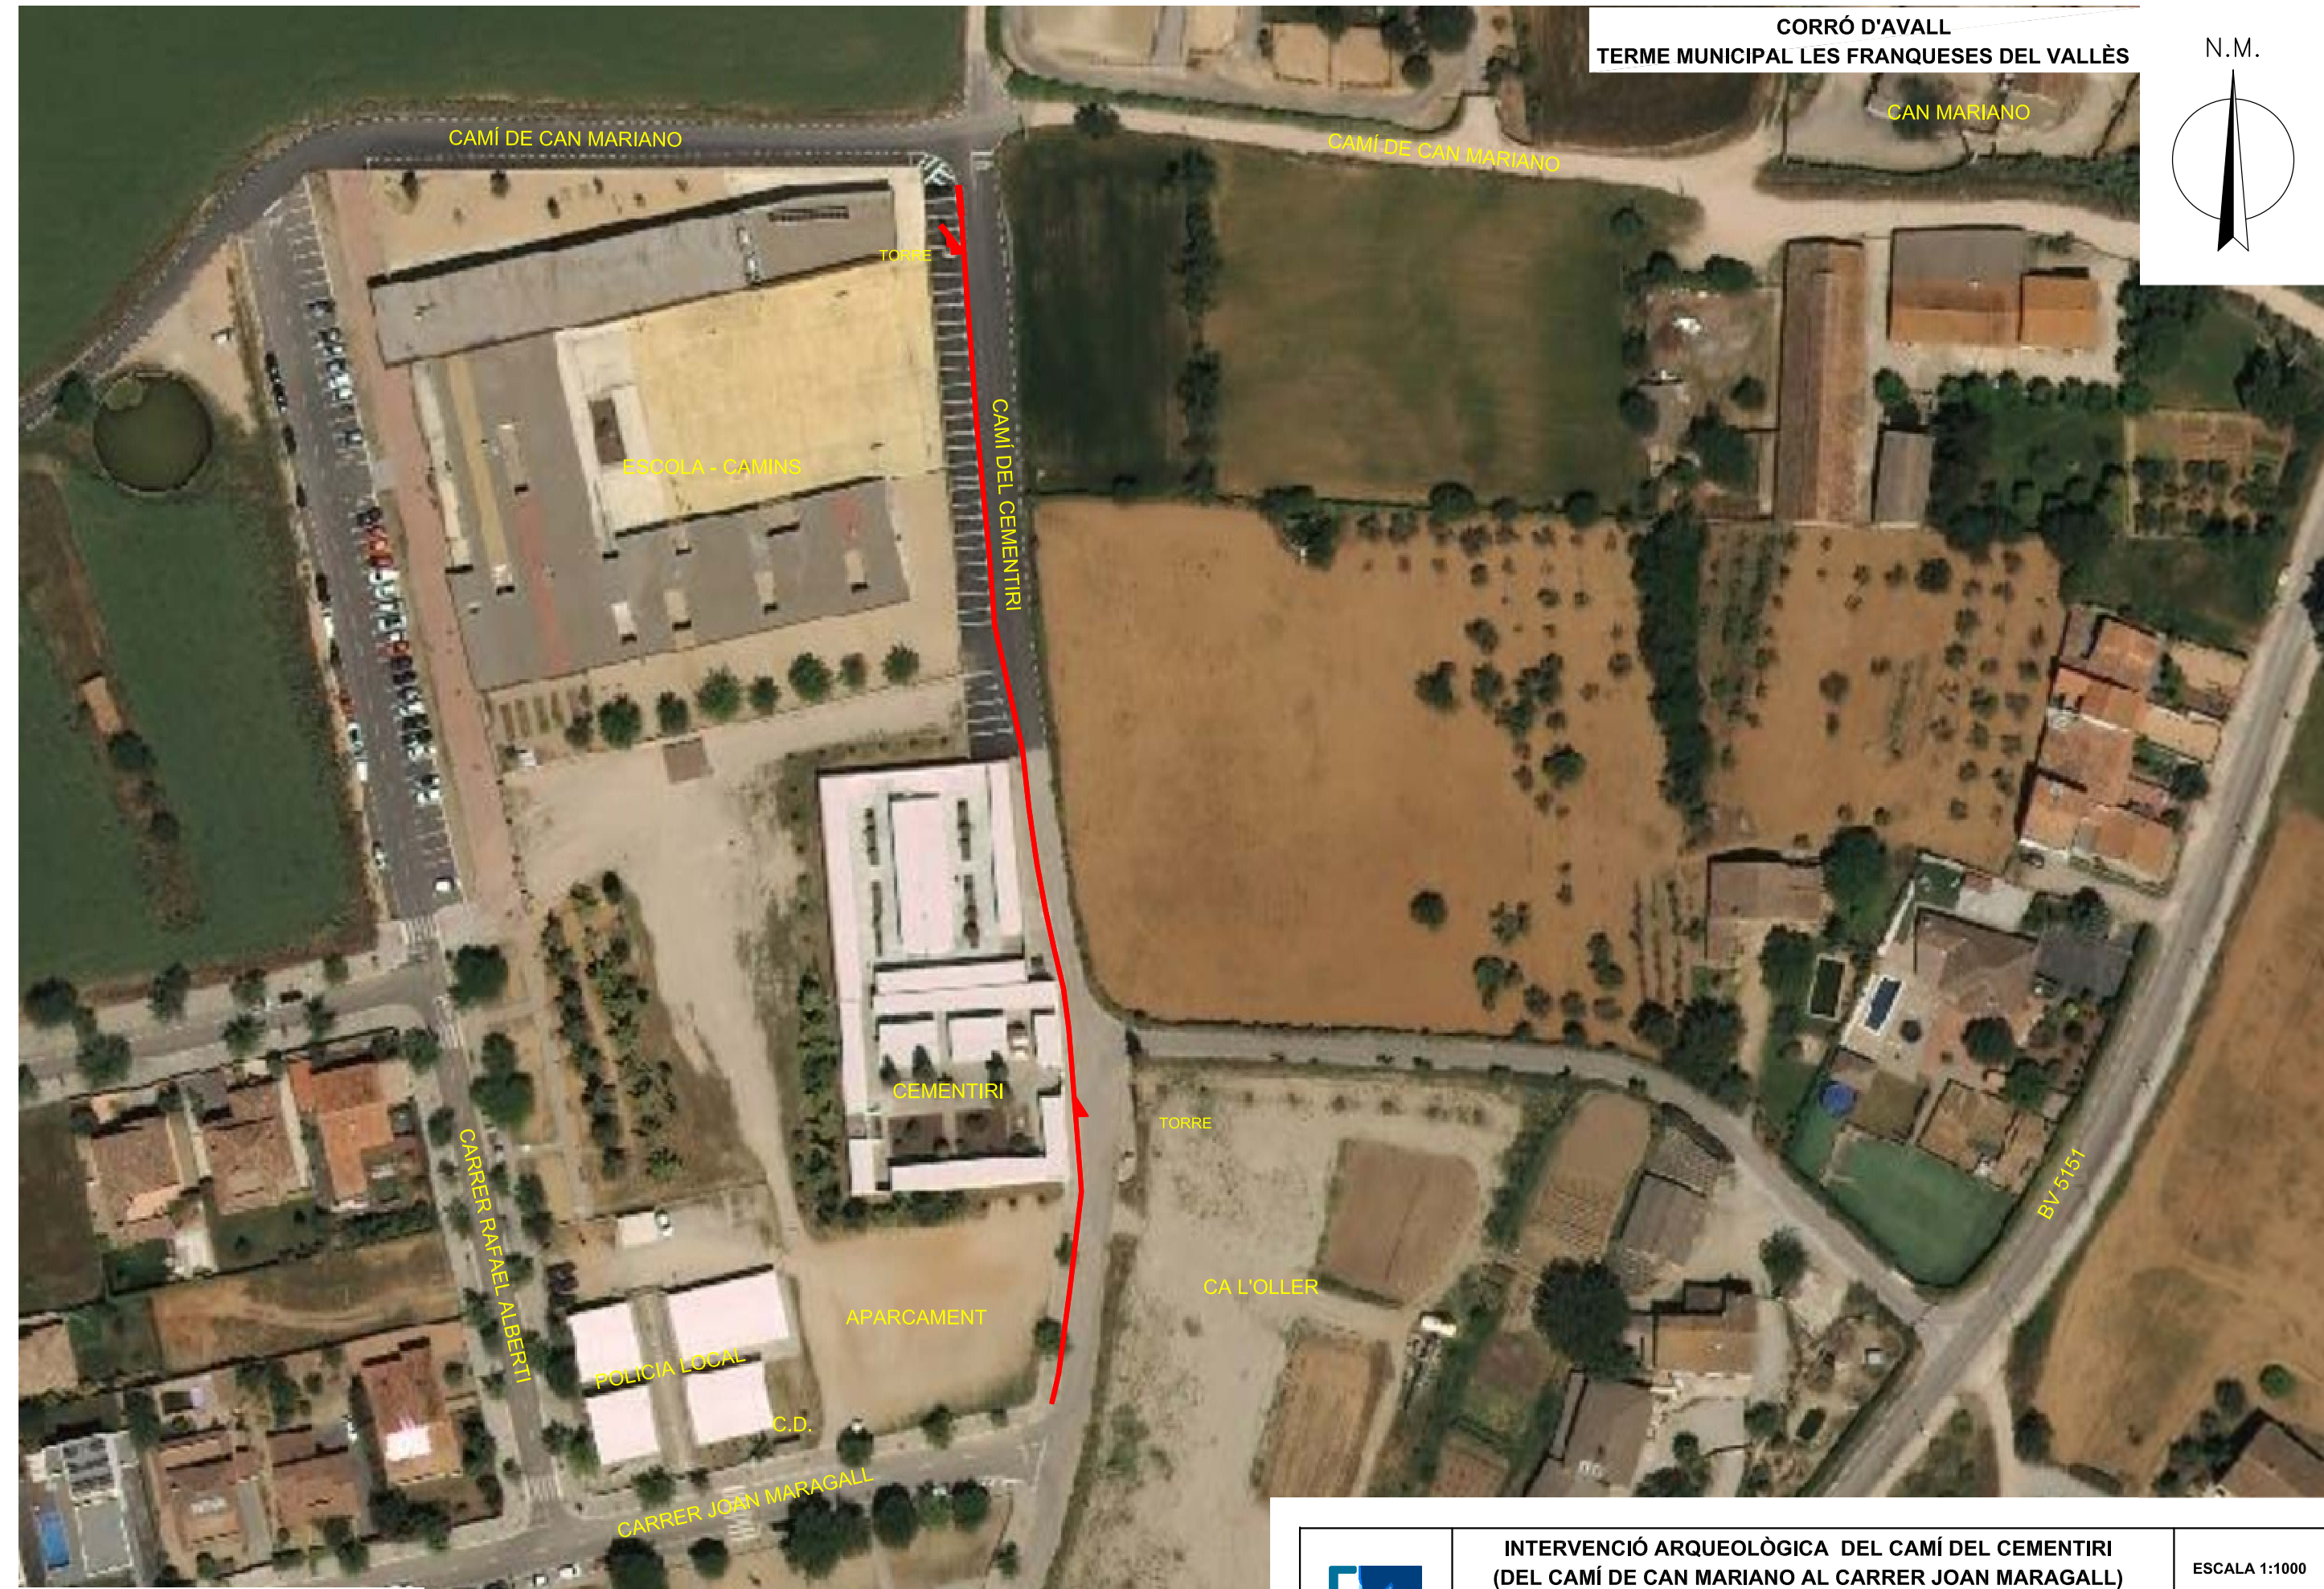 CORRÓ D'AVALL
TERME MUNICIPAL LES FRANQUESES DEL VALLÈS
N.M.
CAN MARIANO
CAMÍ DE CAN MARIANO
CAMÍ DE CAN MARIANO
TORRE
CAMÍ DEL CEMENTIRI
ESCOLA - CAMINS
CEMENTIRI
TORRE
CARRER RAFAEL ALBERTI
BV 5151
CA L'OLLER
APARCAMENT
POLICIA LOCAL
C.D.
CARRER JOAN MARAGALL
INTERVENCIÓ ARQUEOLÒGICA DEL CAMÍ DEL CEMENTIRI
(DEL CAMÍ DE CAN MARIANO AL CARRER JOAN MARAGALL)
ESCALA 1:1000